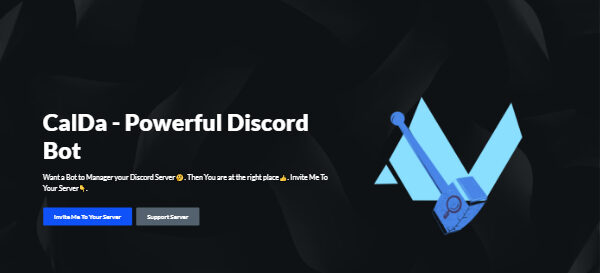 CalDa - Powerful Discord
Bot
Want a Bot to Manager your Discord Server🤔. Then You are at the right place👍. Invite Me To
Your Server👇.
Invite Me To Your Server
Support Server